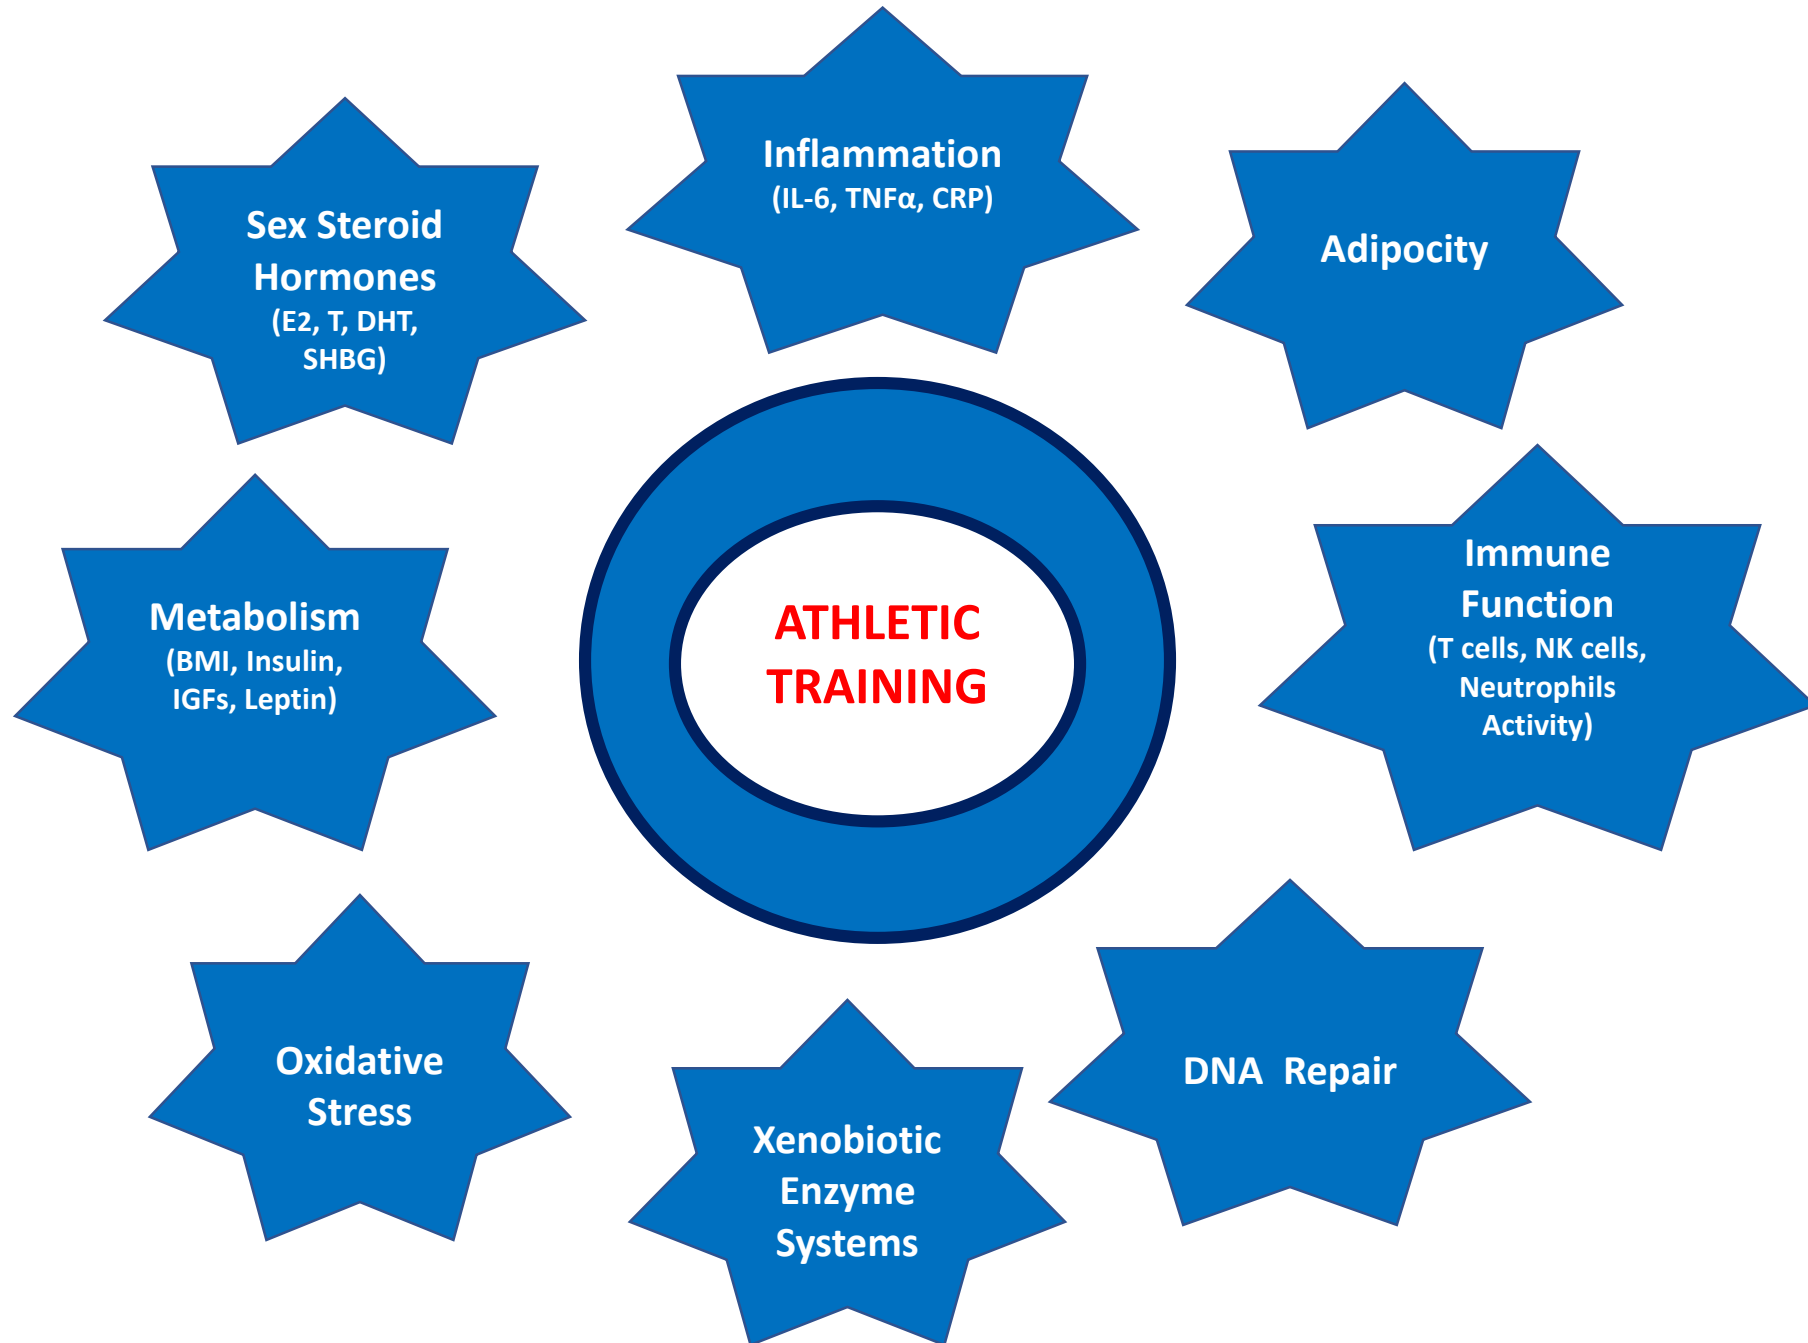 Inflammation
(IL-6, TNFα, CRP)
Sex Steroid
Hormones
(E2, T, DHT,
SHBG)
Adipocity
Metabolism
(BMI, Insulin,
IGFs, Leptin)
ATHLETIC
TRAINING
Immune
Function
(T cells, NK cells,
Neutrophils
Activity)
Oxidative
Stress
Xenobiotic
Enzyme
Systems
DNA  Repair